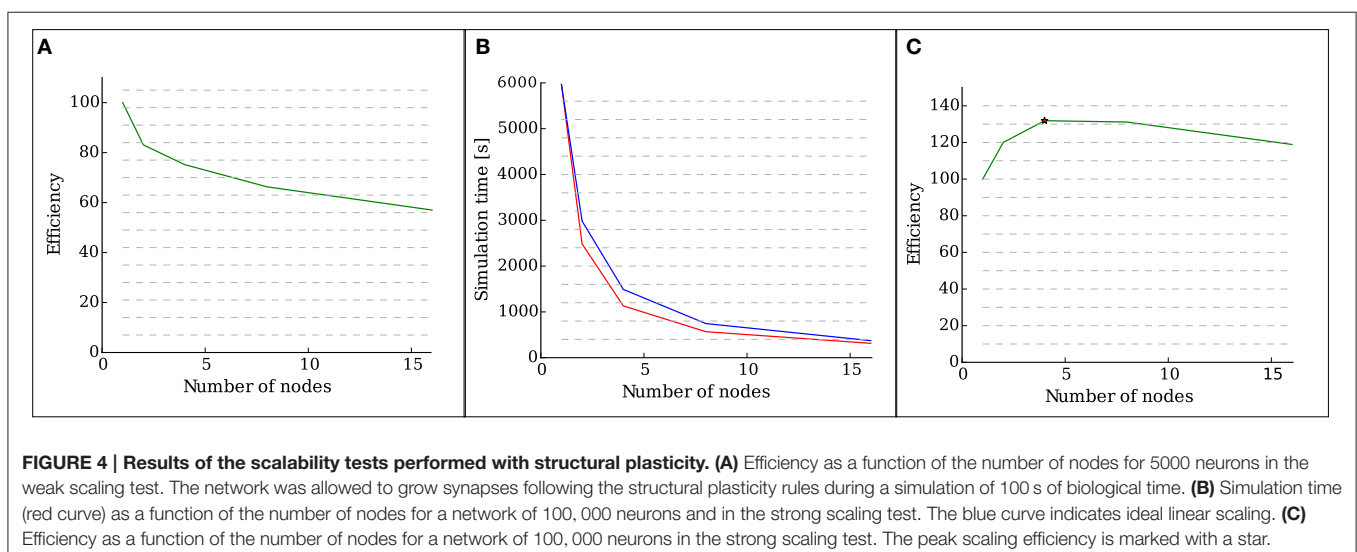 A
100
80
60
40
20
0
Efficiency
0 5 10 15
Number of nodes
B
6000
5000
4000
3000
2000
1000
0
Simulation time [s]
0 5 10 15
Number of nodes
C
140
120
100
80
60
40
20
0
Efficiency
0 5 10 15
Number of nodes
FIGURE 4 | Results of the scalability tests performed with structural plasticity. (A) Efficiency as a function of the number of nodes for 5000 neurons in the
weak scaling test. The network was allowed to grow synapses following the structural plasticity rules during a simulation of 100 s of biological time. (B) Simulation time
(red curve) as a function of the number of nodes for a network of 100, 000 neurons and in the strong scaling test. The blue curve indicates ideal linear scaling. (C)
Efficiency as a function of the number of nodes for a network of 100, 000 neurons in the strong scaling test. The peak scaling efficiency is marked with a star.